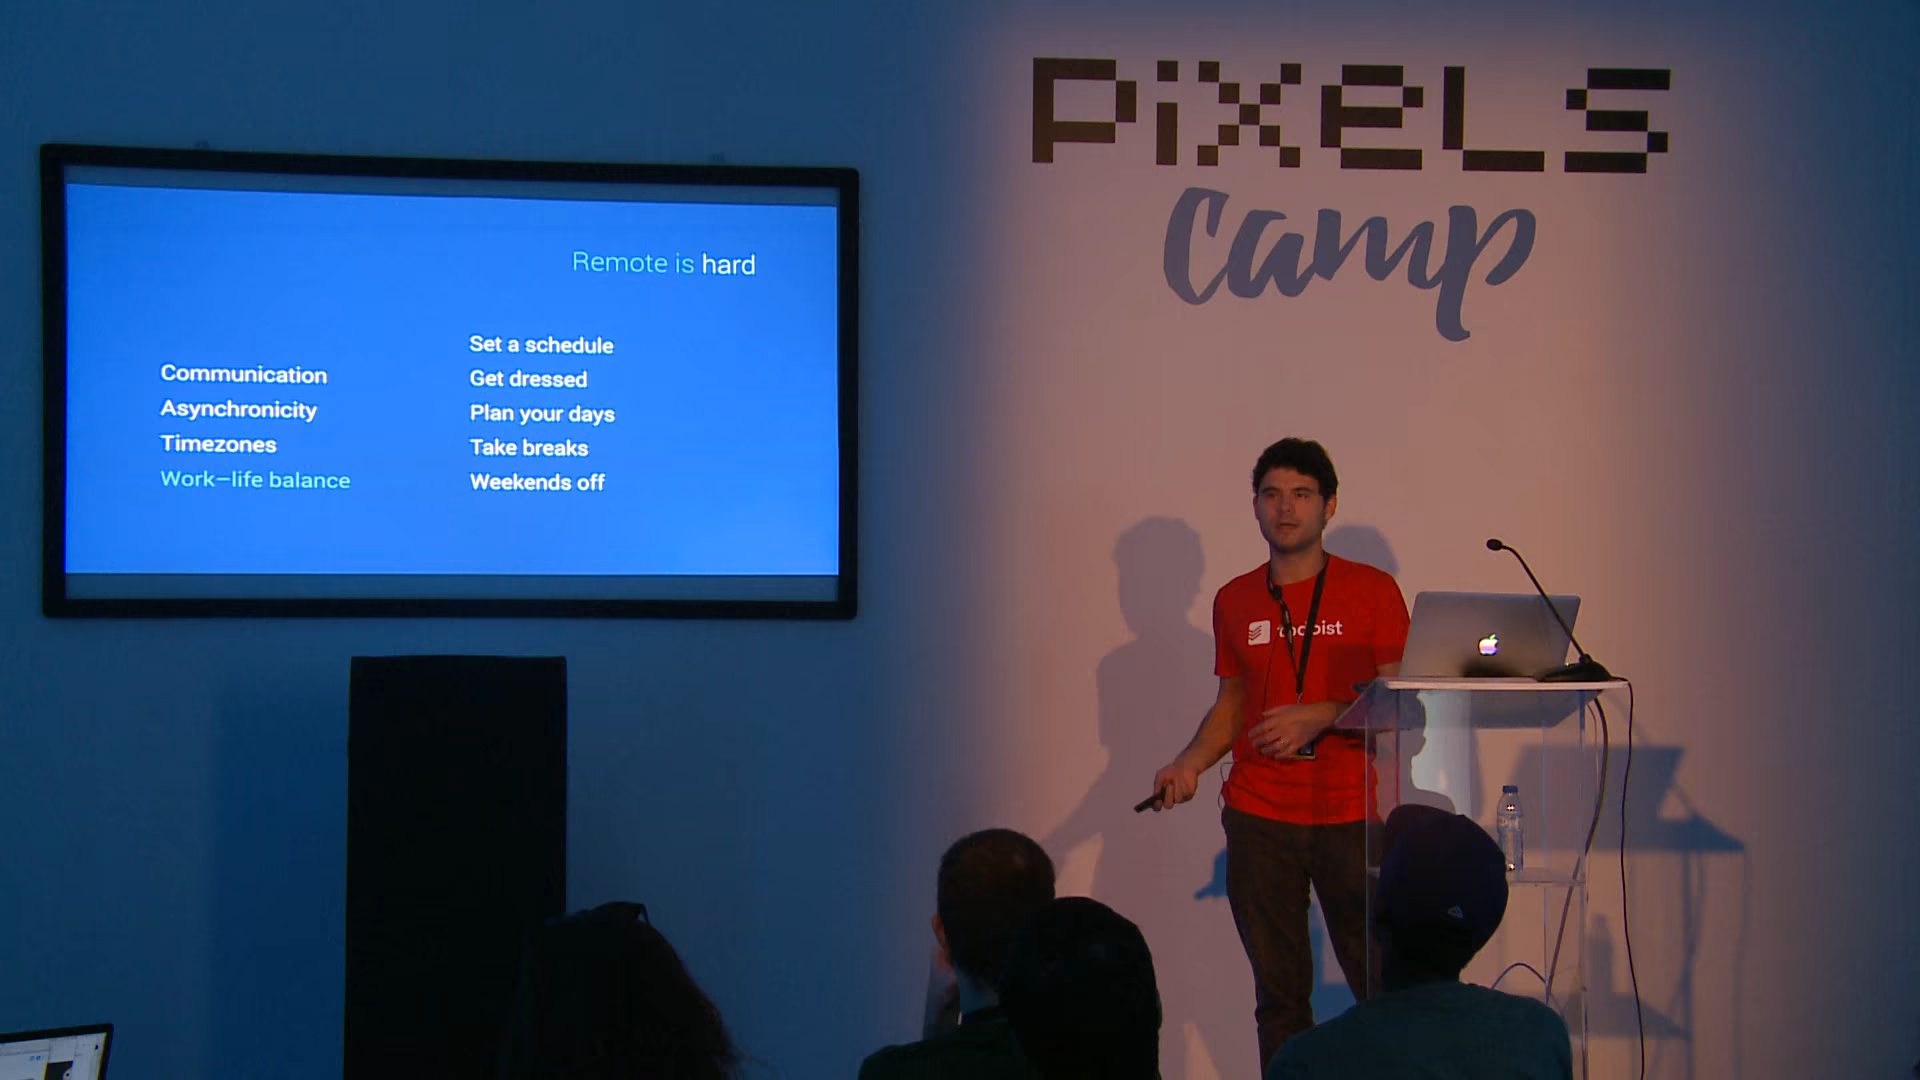 pixels
camp
Remote is hard
Communication
Asynchronicity
Timezones
Work–life balance
Set a schedule
Get dressed
Plan your days
Take breaks
Weekends off
todoist